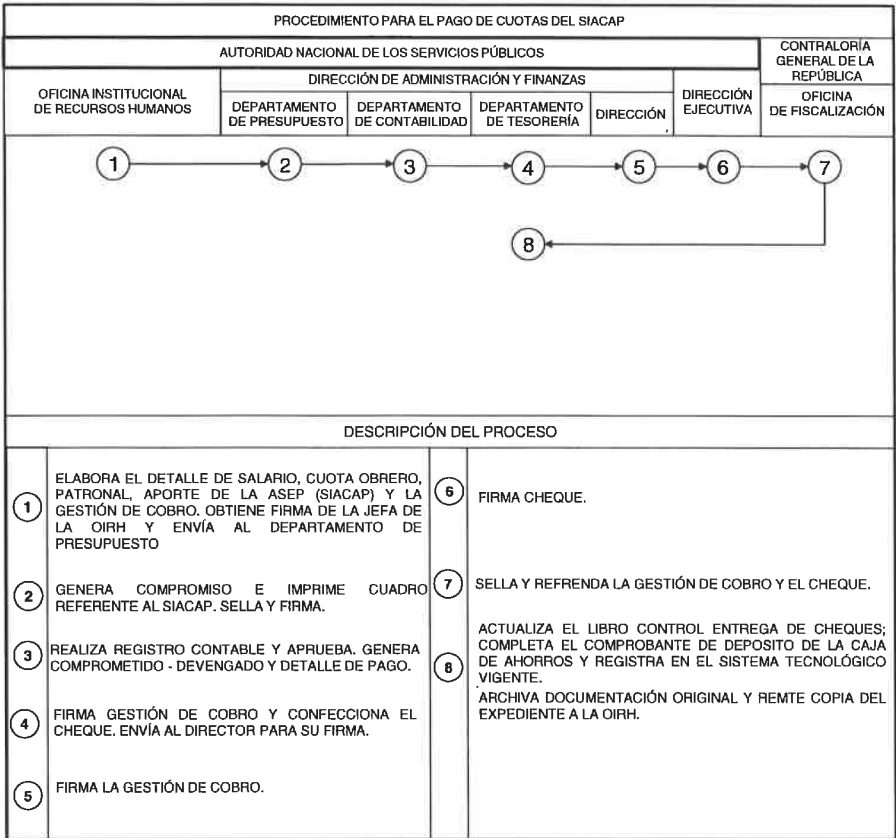 PROCEDIMIENTO PARA EL PAGO DE CUOTAS DEL SIACAP
AUTORIDAD NACIONAL DE LOS SERVICIOS PÚBLICOS
CONTRALORÍA
GENERAL DE LA
REPÚBLICA
OFICINA INSTITUCIONAL
DE RECURSOS HUMANOS
DIRECCIÓN DE ADMINISTRACIÓN Y FINANZAS
DEPARTAMENTO
DE PRESUPUESTO
DEPARTAMENTO
DE CONTABILIDAD
DEPARTAMENTO
DE TESORERÍA
DIRECCIÓN
DIRECCIÓN
EJECUTIVA
OFICINA
DE FISCALIZACIÓN
1
2
3
4
5
6
7
8
DESCRIPCIÓN DEL PROCESO
1
ELABORA EL DETALLE DE SALARIO, CUOTA OBRERO,
PATRONAL, APORTE DE LA ASEP (SIACAP) Y LA
GESTIÓN DE COBRO. OBTIENE FIRMA DE LA JEFA DE
LA OIRH Y ENVÍA AL DEPARTAMENTO DE
PRESUPUESTO
2
GENERA COMPROMISO E IMPRIME CUADRO
REFERENTE AL SIACAP. SELLA Y FIRMA.
3
REALIZA REGISTRO CONTABLE Y APRUEBA. GENERA
COMPROMETIDO - DEVENGADO Y DETALLE DE PAGO.
4
FIRMA GESTIÓN DE COBRO Y CONFECCIONA EL
CHEQUE. ENVÍA AL DIRECTOR PARA SU FIRMA.
5
FIRMA LA GESTIÓN DE COBRO.
6
FIRMA CHEQUE.
7
SELLA Y REFRENDA LA GESTIÓN DE COBRO Y EL CHEQUE.
8
ACTUALIZA EL LIBRO CONTROL ENTREGA DE CHEQUES;
COMPLETA EL COMPROBANTE DE DEPOSITO DE LA CAJA
DE AHORROS Y REGISTRA EN EL SISTEMA TECNOLÓGICO
VIGENTE.
ARCHIVA DOCUMENTACIÓN ORIGINAL Y REMTE COPIA DEL
EXPEDIENTE A LA OIRH.